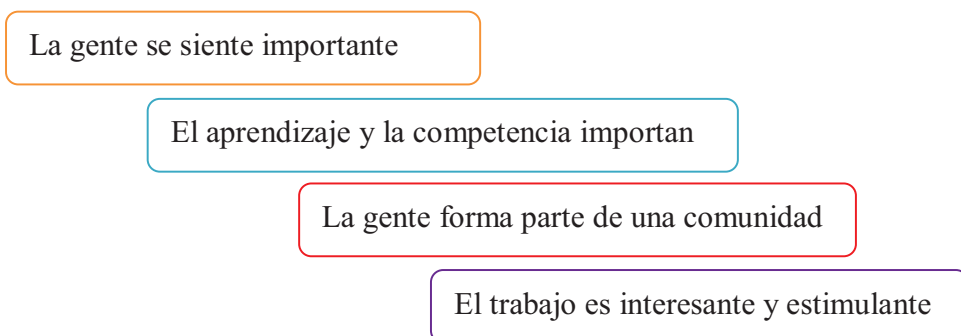 La gente se siente importante
El aprendizaje y la competencia importan
La gente forma parte de una comunidad
El trabajo es interesante y estimulante